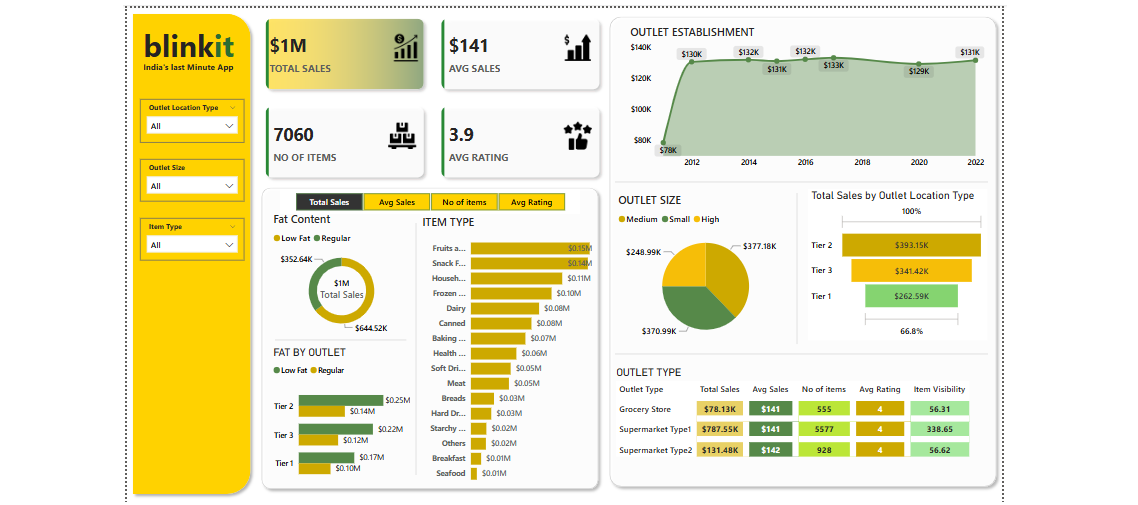 blinkit
India's last Minute App
Outlet Location Type
All
Outlet Size
All
Item Type
All
$1M
TOTAL SALES
$141
AVG SALES
7060
NO OF ITEMS
3.9
AVG RATING
Total Sales Avg Sales No of items Avg Rating
Fat Content
Low Fat Regular
$352.64K
$1M
Total Sales
$644.52K
FAT BY OUTLET
Low Fat Regular
Tier 2 $0.25M
$0.14M
Tier 3 $0.22M
$0.12M
Tier 1 $0.17M
$0.10M
ITEM TYPE
Fruits a... $0.15M
Snack F... $0.14M
Househ... $0.11M
Frozen ... $0.10M
Dairy $0.08M
Canned $0.08M
Baking ... $0.07M
Health ... $0.06M
Soft Dri... $0.05M
Meat $0.05M
Breads $0.03M
Hard Dr... $0.03M
Starchy ... $0.02M
Others $0.02M
Breakfast $0.01M
Seafood $0.01M
OUTLET ESTABLISHMENT
$140K
$120K
$100K
$80K
$78K
$130K
$132K
$131K
$132K
$133K
$129K
$131K
2012 2014 2016 2018 2020 2022
OUTLET SIZE
Medium Small High
$248.99K
$377.18K
$370.99K
Total Sales by Outlet Location Type
100%
Tier 2 $393.15K
Tier 3 $341.42K
Tier 1 $262.59K
66.8%
OUTLET TYPE
Outlet Type Total Sales Avg Sales No of items Avg Rating Item Visibility
Grocery Store $78.13K $141 555 4 56.31
Supermarket Type1 $787.55K $141 5577 4 338.65
Supermarket Type2 $131.48K $142 928 4 56.62